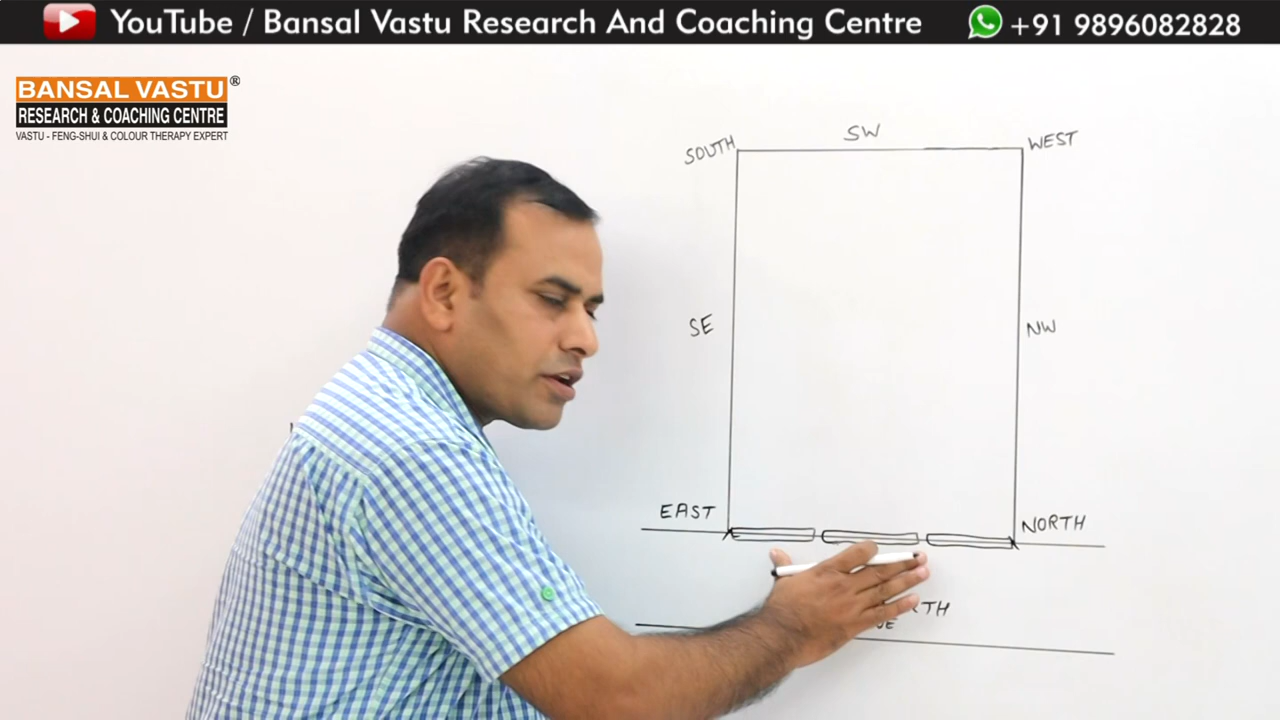 YouTube / Bansal Vastu Research And Coaching Centre +91 9896082828
BANSAL VASTU®
RESEARCH & COACHING CENTRE
VASTU - FENG-SHUI & COLOUR THERAPY EXPERT
SOUTH SW WEST
SE NW
EAST NORTH